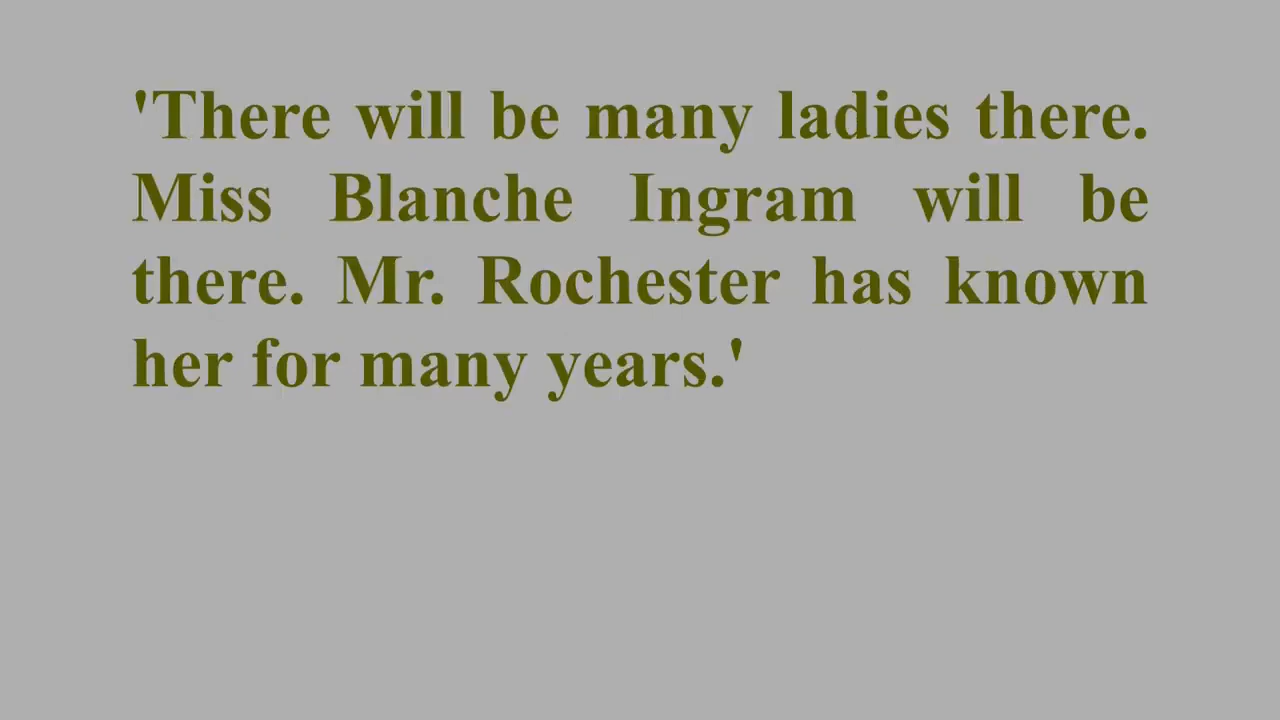 'There will be many ladies there.
Miss Blanche Ingram will be
there. Mr. Rochester has known
her for many years.'